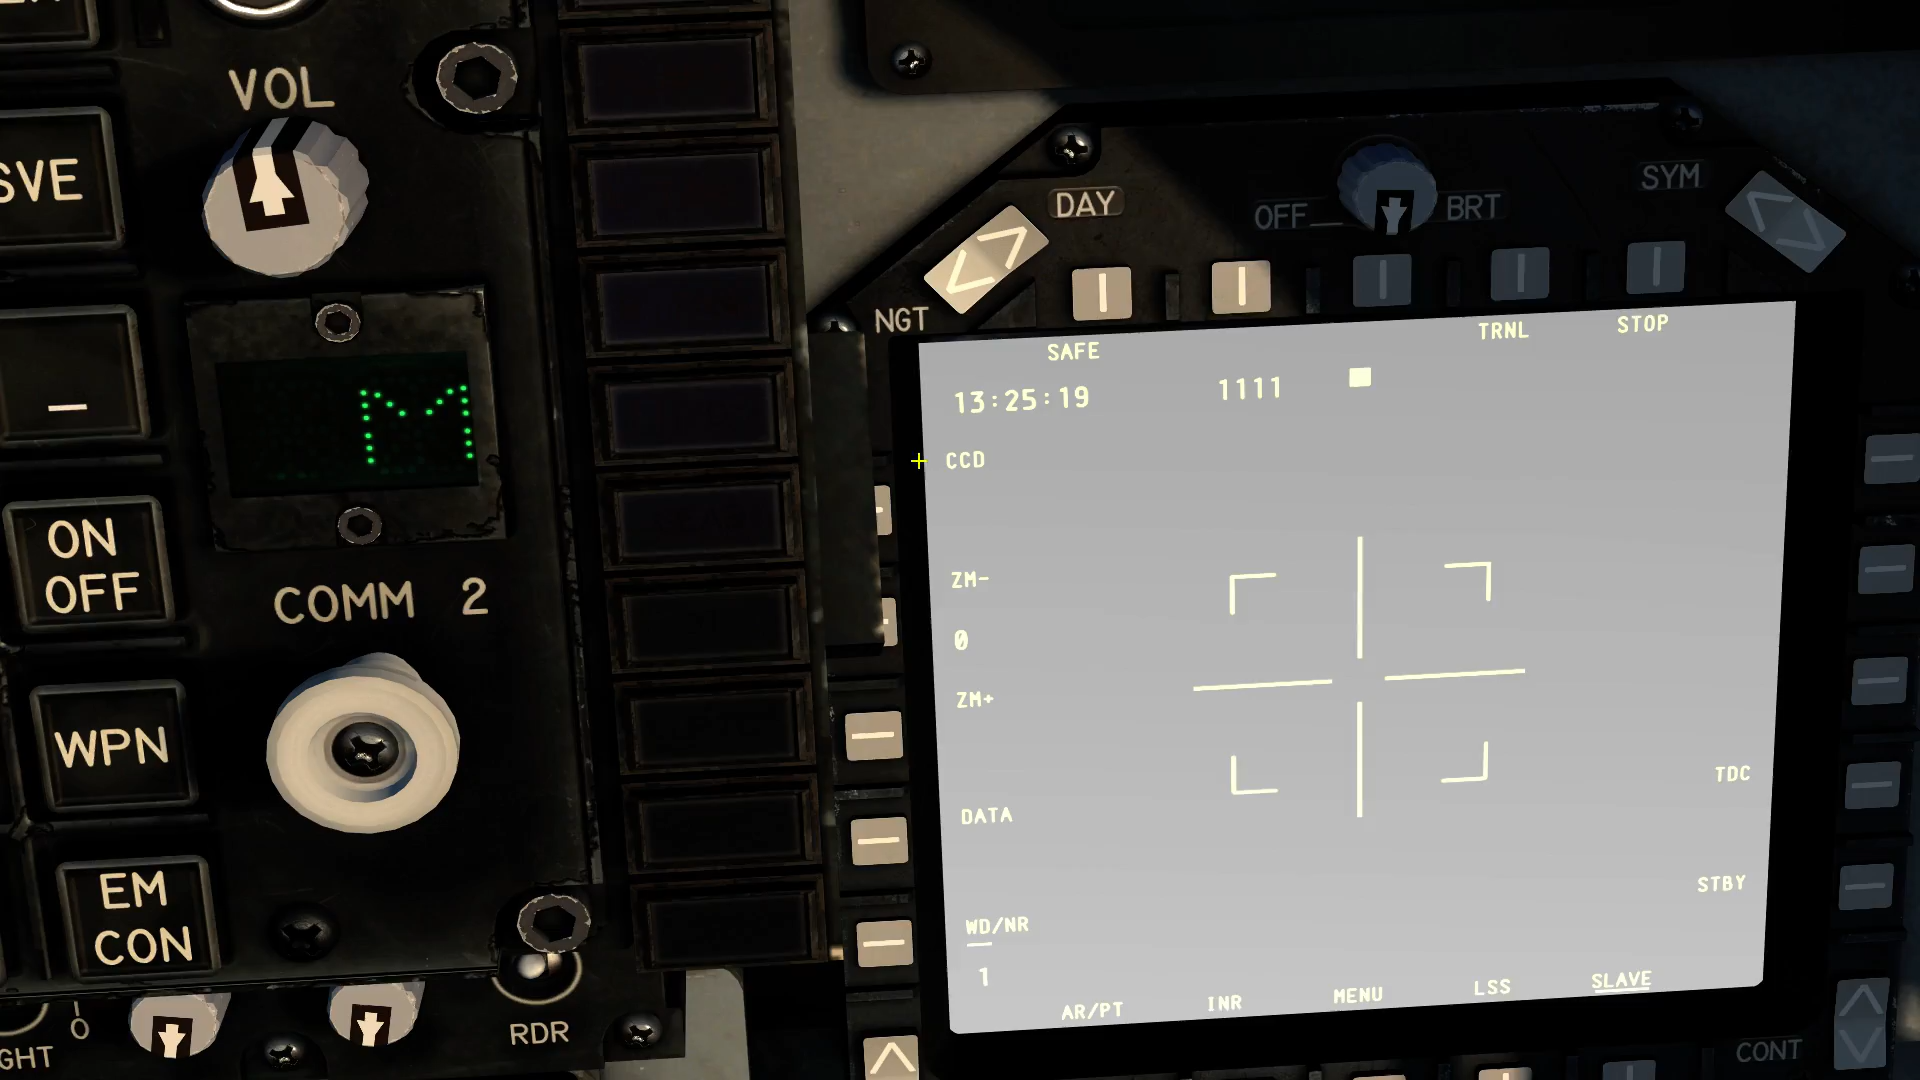 VOL
SVE
—
M
ON
OFF
COMM 2
WPN
EM
CON
O
RDR
GHT
DAY
NGT
OFF
BRT
SYM
CONT
SAFE
TRNL
STOP
13:25:19
1111
CCD
ZM-
0
ZM+
TDC
DATA
STBY
WD/NR
1
AR/PT
INR
MENU
LSS
SLAVE